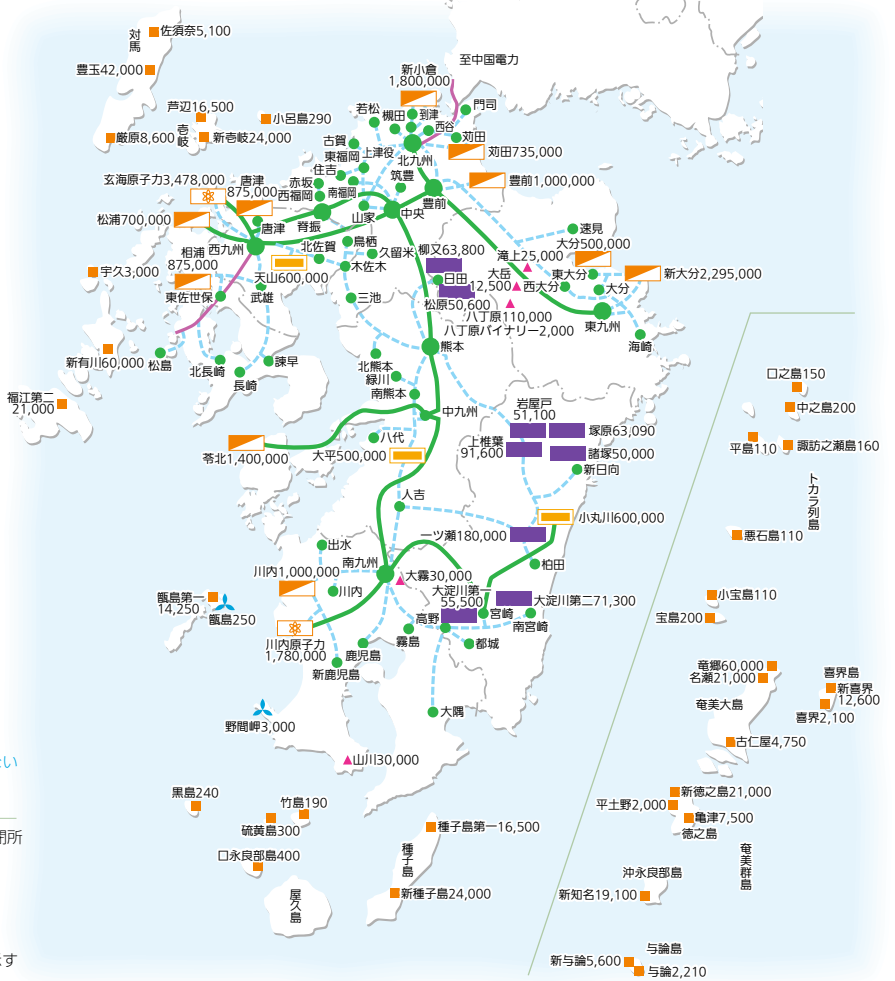 対馬
佐須奈5,100
豊玉42,000
芦辺16,500
小呂島290
壱岐
厳原8,600
新壱岐24,000
至中国電力
新小倉
1,800,000
若松
槻田
到津
門司
西谷
苅田
苅田735,000
北九州
古賀
上津役
東福岡
住吉
筑豊
赤坂
西福岡
南福岡
豊前1,000,000
豊前
玄海原子力3,478,000
唐津
875,000
松浦700,000
唐津
脊振
山家
中央
相浦
875,000
西九州
北佐賀
鳥栖
久留米
木佐木
天山600,000
宇久3,000
東佐世保
武雄
三池
柳又63,800
日田
松原50,600
滝上25,000
大岳
12,500
西大分
八丁原110,000
八丁原バイナリー2,000
速見
大分500,000
東大分
大分
新大分2,295,000
東九州
海崎
新有川60,000
松島
北長崎
長崎
諫早
北熊本
緑川
南熊本
熊本
福江第二
21,000
中九州
八代
大平500,000
苓北1,400,000
岩屋戸
51,100
塚原63,090
上椎葉
91,600
諸塚50,000
新日向
人吉
小丸川600,000
一ツ瀬180,000
柏田
出水
南九州
大霧30,000
川内1,000,000
川内
大淀川第一
55,500
大淀川第二71,300
宮崎
南宮崎
高野
都城
霧島
甑島第一
14,250
甑島250
川内原子力
1,780,000
鹿児島
新鹿児島
大隅
野間岬3,000
山川30,000
黒島240
竹島190
硫黄島300
口永良部島400
屋久島
種子島第一16,500
種子島
新種子島24,000
口之島150
中之島200
平島110
諏訪之瀬島160
トカラ列島
悪石島110
小宝島110
宝島200
竜郷60,000
名瀬21,000
奄美大島
古仁屋4,750
喜界島
新喜界
12,600
喜界2,100
新徳之島21,000
平土野2,000
亀津7,500
徳之島
奄美群島
沖永良部島
新知名19,100
与論島
新与論5,600
与論2,210
い
閉所
す